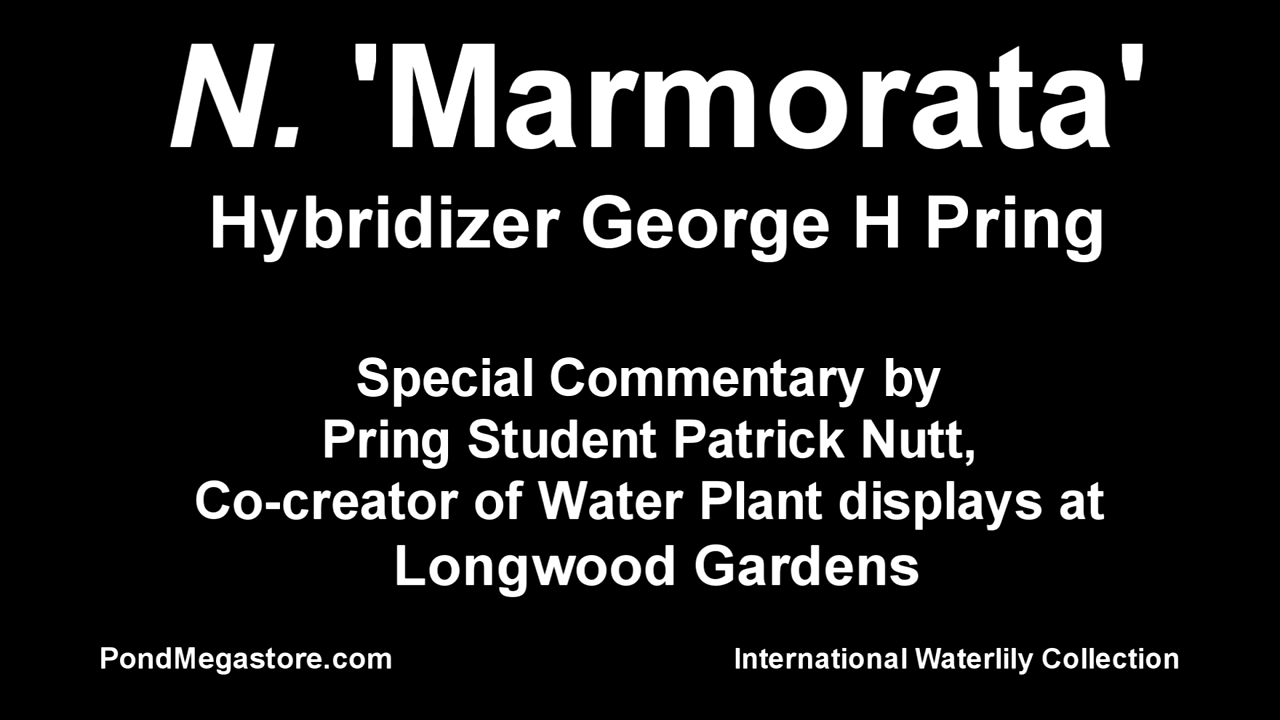 N. 'Marmorata'
Hybridizer George H Pring
Special Commentary by
Pring Student Patrick Nutt,
Co-creator of Water Plant displays at
Longwood Gardens
PondMegastore.com
International Waterlily Collection